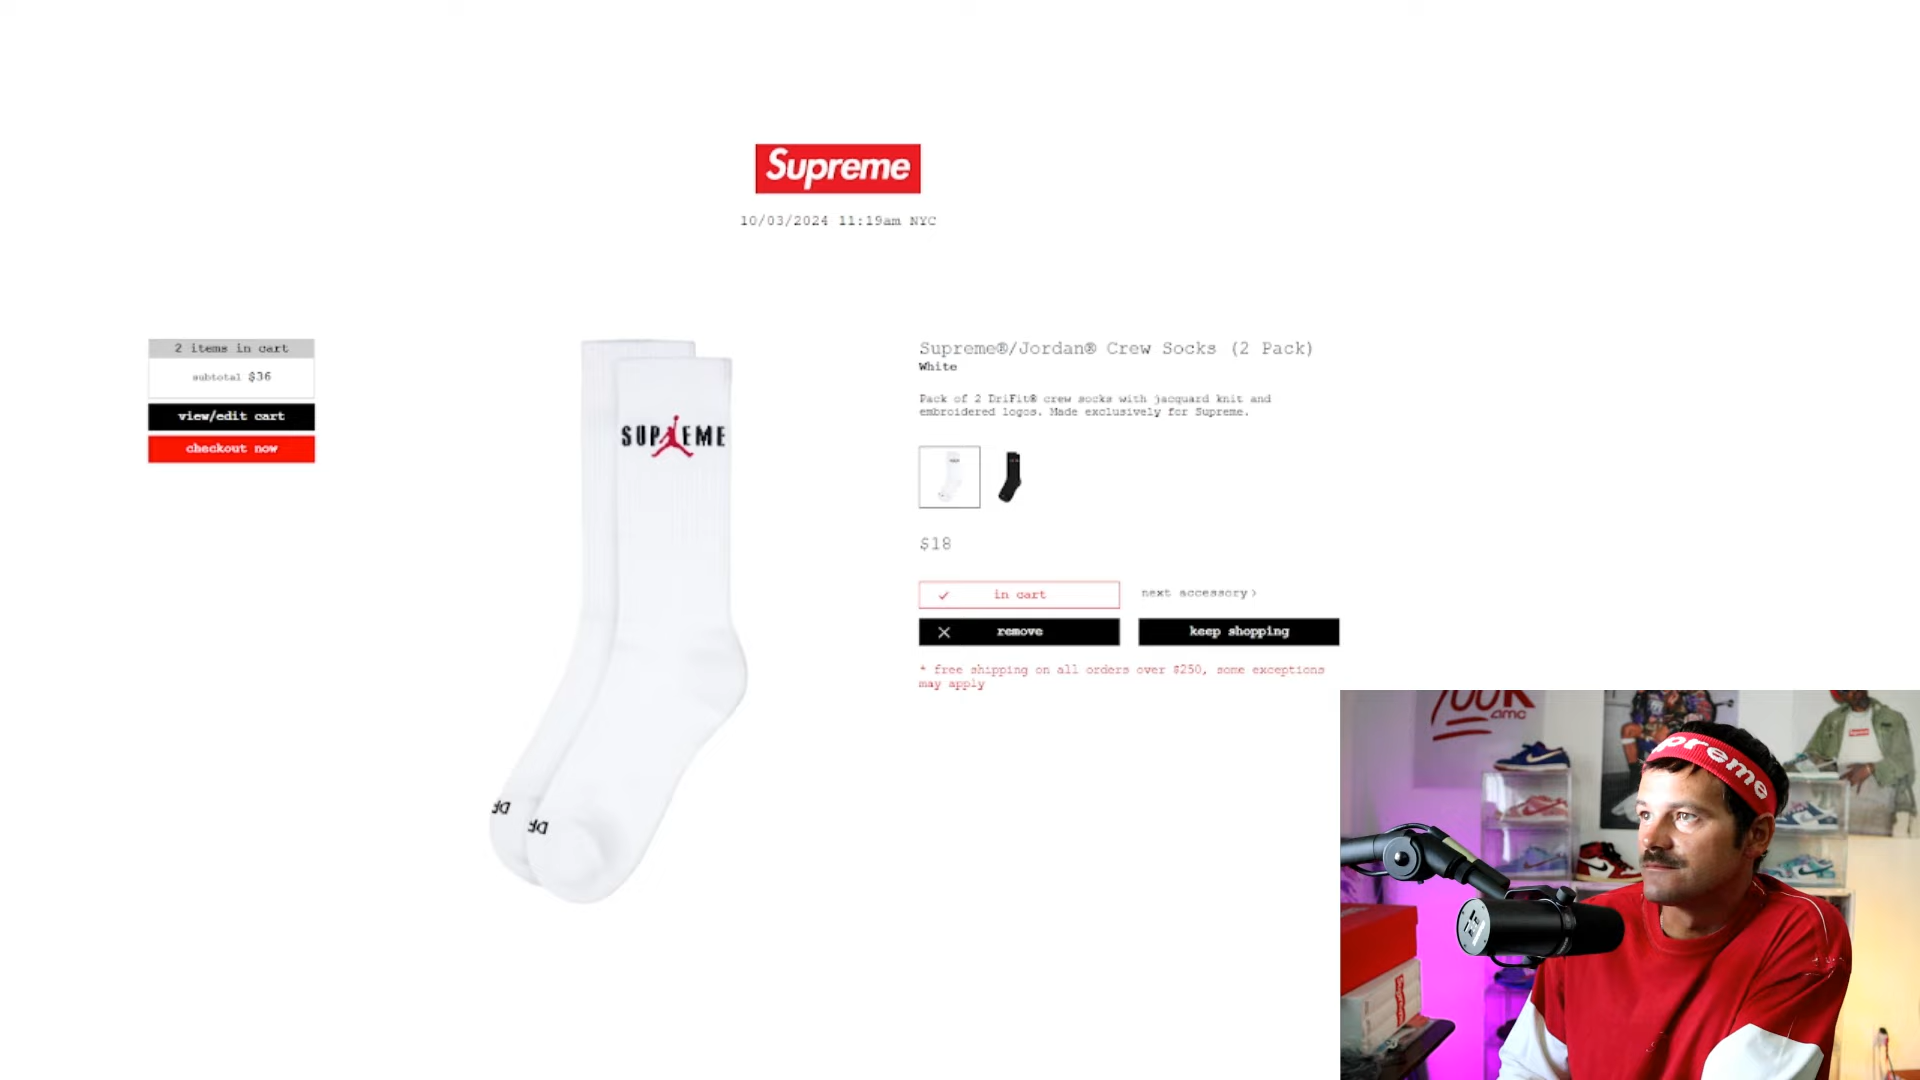 Supreme
10/03/2024 11:19am NYC
2 items in cart
subtotal $36
view/edit cart
checkout now
SUPREME
Supreme®/Jordan® Crew Socks (2 Pack)
White
Pack of 2 DriFit® crew socks with jacquard knit and
embroidered logos. Made exclusively for Supreme.
$18
in cart
next accessory›
remove
keep shopping
* free shipping on all orders over $250, some exceptions
may apply
amc
preme